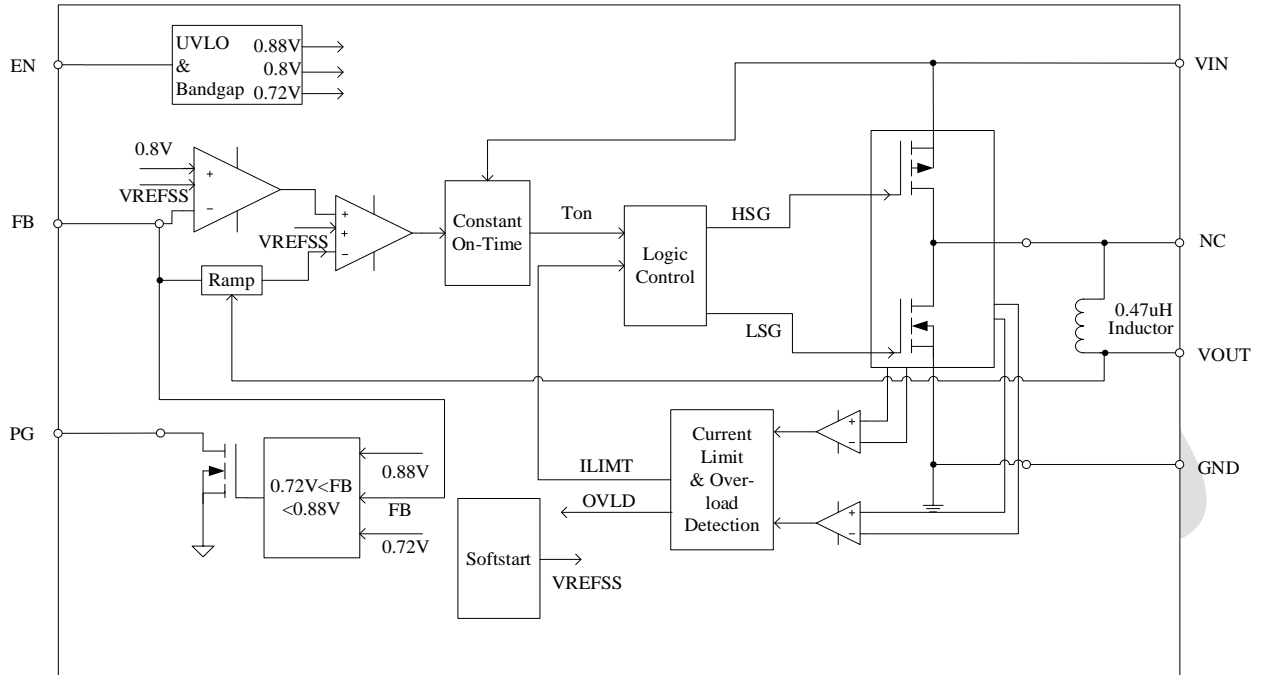 UVLO
&
Bandgap
0.88V
0.8V
0.72V
EN
VIN
0.8V
+
VREFSS
−
FB
+
+
−
VREFSS
Constant
On-Time
Ton
Logic
Control
HSG
LSG
NC
Ramp
0.47uH
Inductor
VOUT
PG
0.72V<FB
<0.88V
0.88V
FB
0.72V
ILIMT
OVLD
Current
Limit
& Over-
load
Detection
+
−
+
−
GND
Softstart
VREFSS